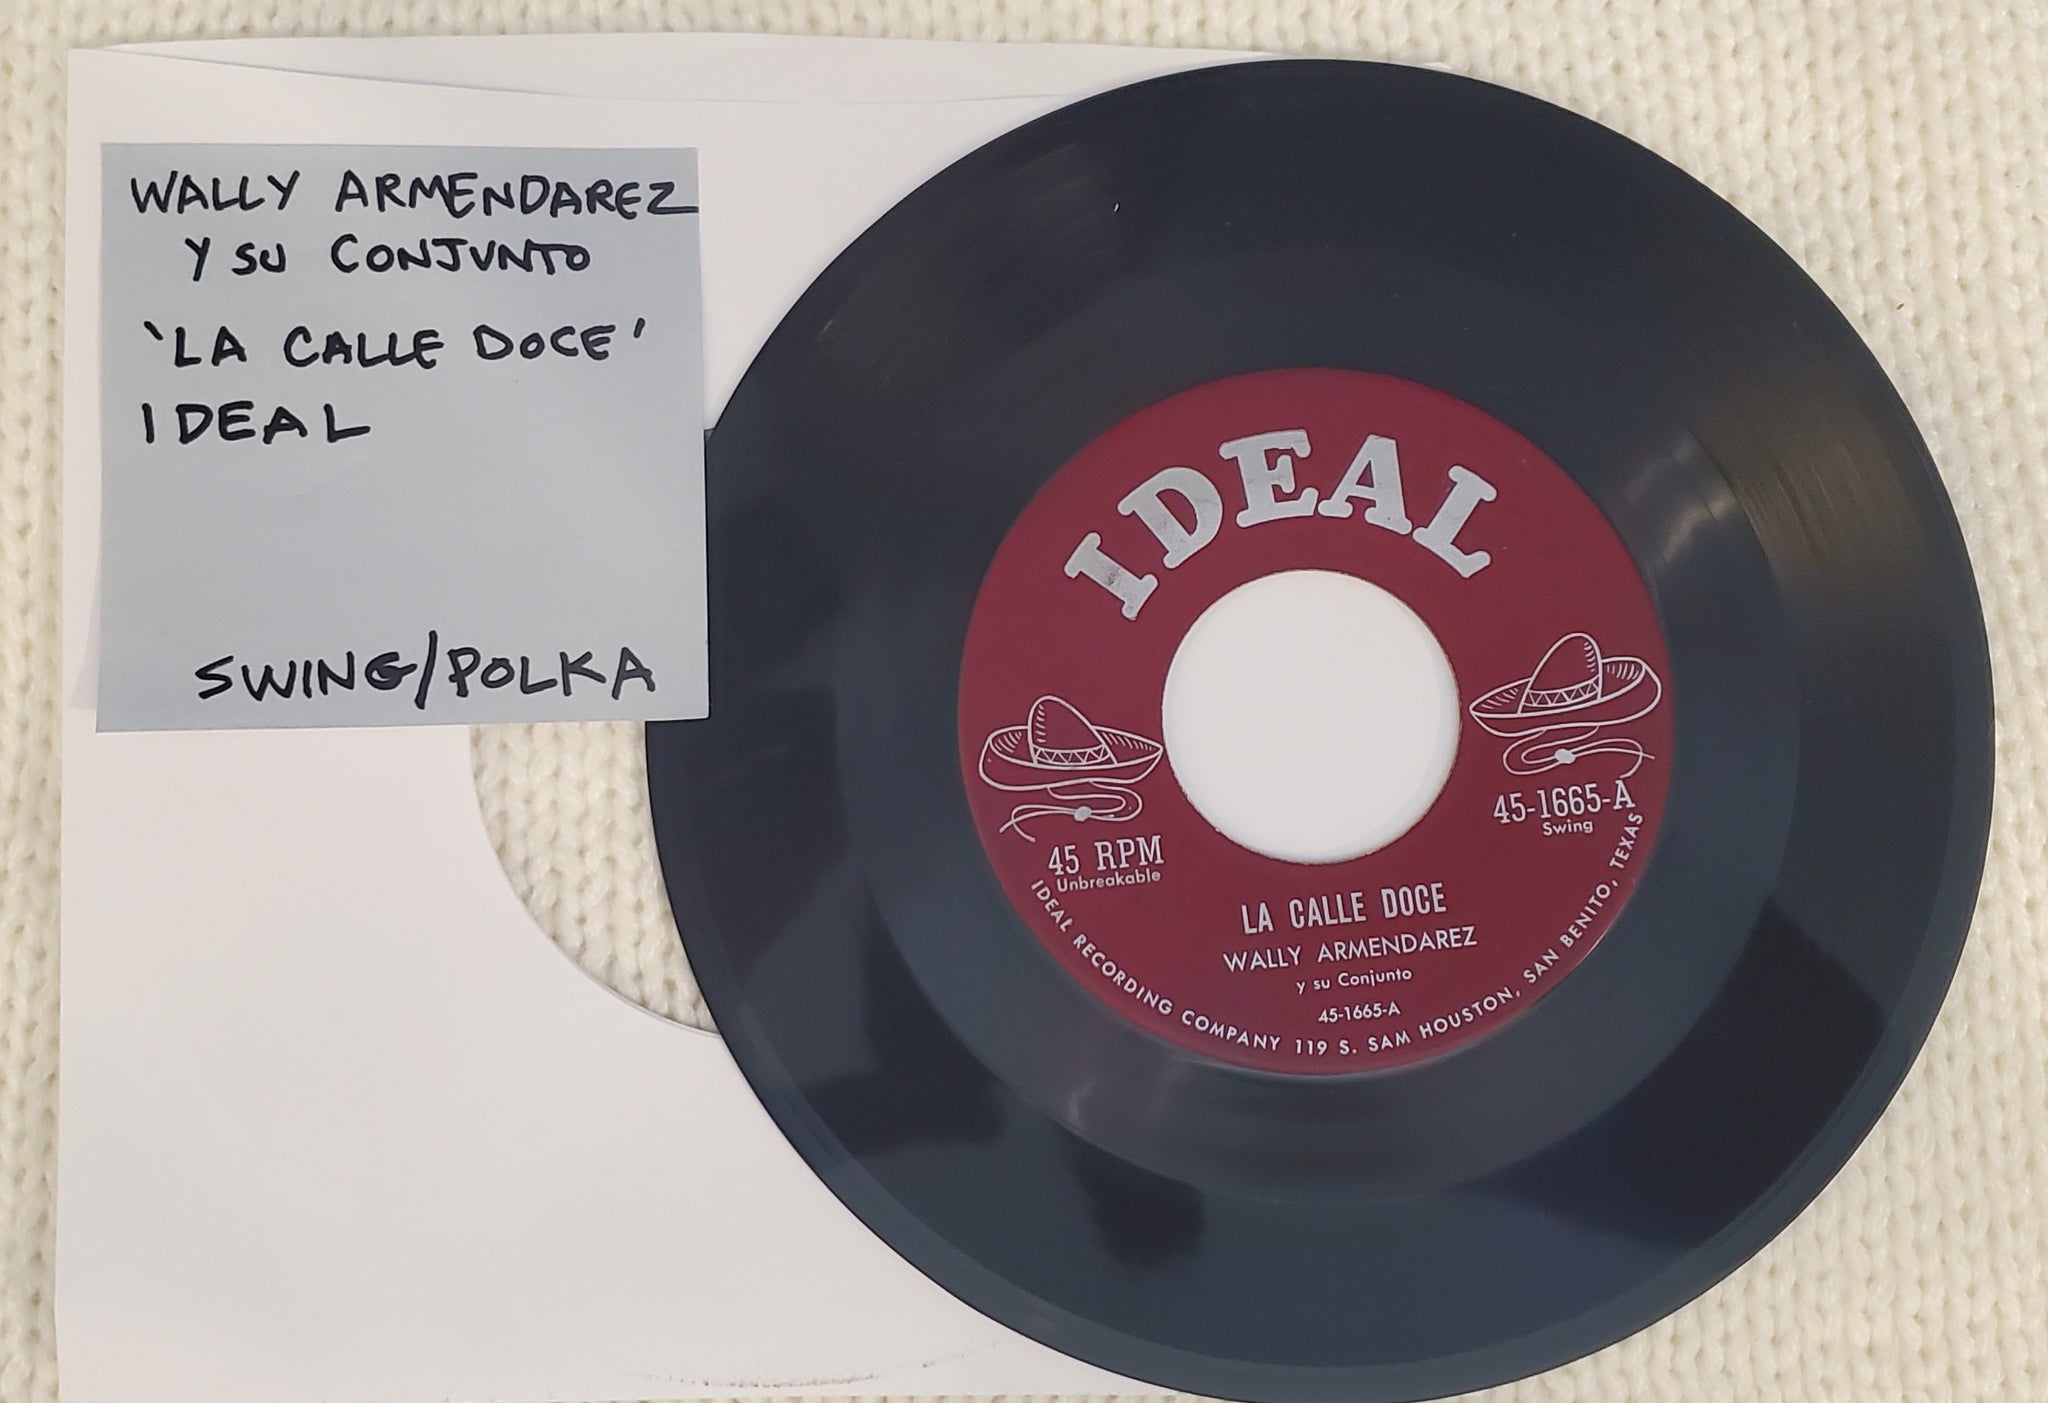 WALLY ARMENDAREZ
Y SU CONJUNTO
'LA CALLE DOCE'
IDEAL
SWING/POLKA
IDEAL
45 RPM
Unbreakable
45-1665-A
Swing
LA CALLE DOCE
WALLY ARMENDAREZ
y su Conjunto
45-1665-A
IDEAL RECORDING COMPANY 119 S. SAM HOUSTON, SAN BENITO, TEXAS